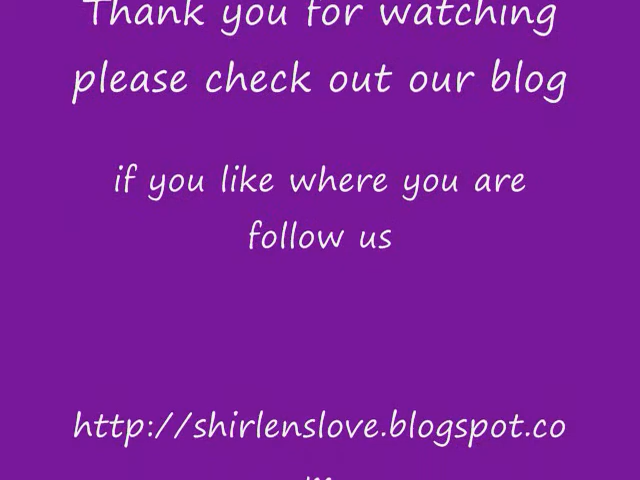 Thank you for watching
please check out our blog
if you like where you are
follow us
http://shirlenslove.blogspot.co
m